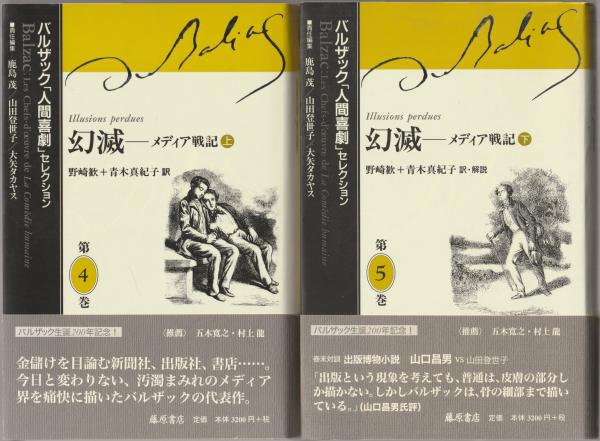 バルザック「人間喜劇」セレクション
Balzac: Les Chefs-d'œuvre de La Comédie humaine
■責任編集 鹿島 茂／山田登世子／大矢タカヤス
de Balzac
Illusions perdues
幻滅──メディア戦記 上
野崎歓＋青木真紀子 訳
第
4
巻
バルザック生誕200年記念！
〈推薦〉 五木寛之・村上 龍
金儲けを目論む新聞社、出版社、書店……。
今日と変わりない、汚濁まみれのメディア
界を痛快に描いたバルザックの代表作。
藤原書店 定価 本体 3200円＋税
バルザック「人間喜劇」セレクション
Balzac: Les Chefs-d'œuvre de La Comédie humaine
■責任編集 鹿島 茂／山田登世子／大矢タカヤス
de Balzac
Illusions perdues
幻滅──メディア戦記 下
野崎歓＋青木真紀子 訳・解説
第
5
巻
バルザック生誕200年記念！
〈推薦〉 五木寛之・村上 龍
巻末対談 出版博物小説 山口昌男 VS 山田登世子
「出版という現象を考えても、普通は、皮膚の部分し
か描かない。しかしバルザックは、骨の細部まで描い
ている。」(山口昌男氏評)
藤原書店 定価 本体 3200円＋税